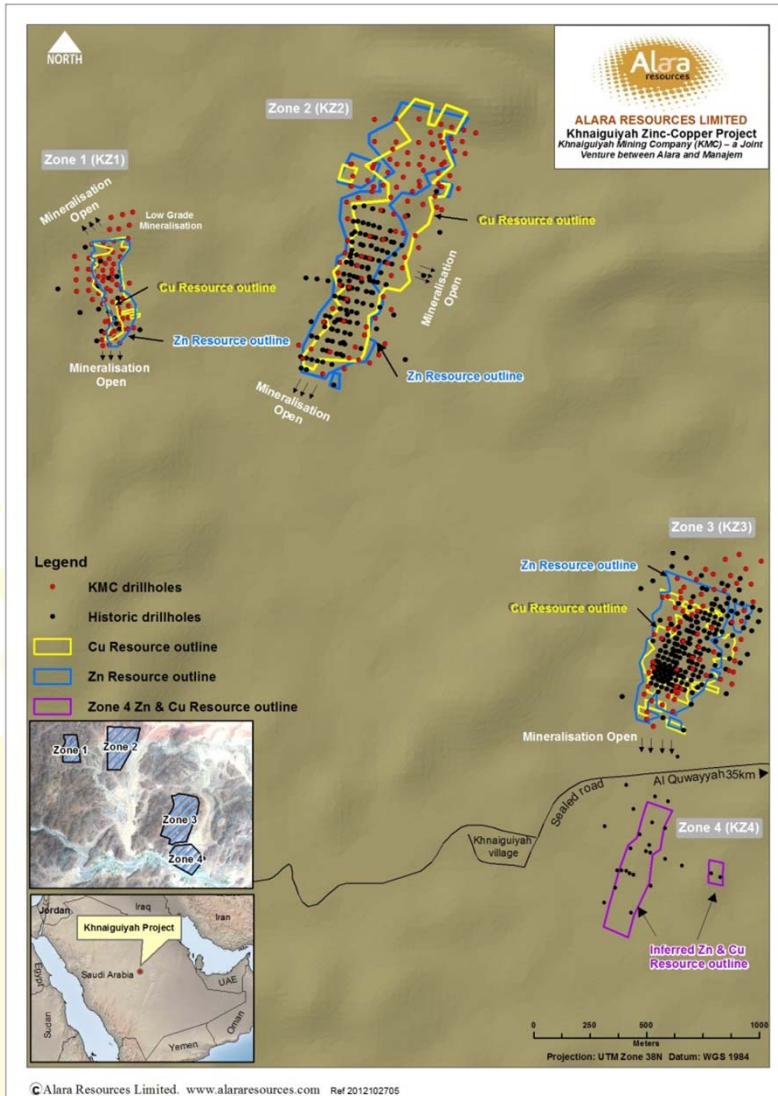 NORTH
Alara
resources
ALARA RESOURCES LIMITED
Khnaiguiyah Zinc-Copper Project
Khnaiguiyah Mining Company (KMC) – a Joint
Venture between Alara and Manajem
Zone 2 (KZ2)
Zone 1 (KZ1)
Mineralisation
Open
Low Grade
Mineralisation
Cu Resource outline
Cu Resource outline
Mineralisation
Open
Zn Resource outline
Mineralisation
Open
Zn Resource outline
Mineralisation
Open
Zone 3 (KZ3)
Zn Resource outline
Cu Resource outline
Mineralisation Open
Legend
KMC drillholes
Historic drillholes
Cu Resource outline
Zn Resource outline
Zone 4 Zn & Cu Resource outline
Zone 1
Zone 2
Zone 3
Zone 4
Sealed road
Al Quwayyah 35km
Khnaiguiyah
village
Zone 4 (KZ4)
Inferred Zn & Cu
Resource outline
Jordan
Iraq
Iran
Khnaiguiyah Project
Egypt
Saudi Arabia
UAE
Oman
Sudan
Yemen
0 250 500 1000
Meters
Projection: UTM Zone 38N Datum: WGS 1984
© Alara Resources Limited. www.alararesources.com Ref 2012102705